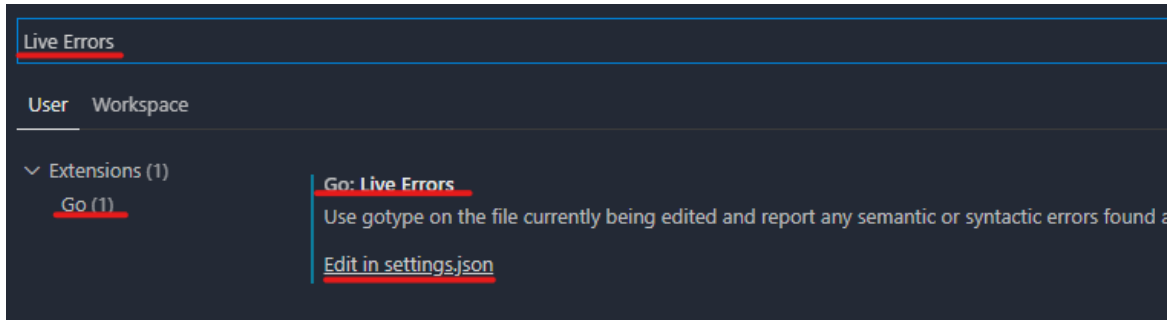 Live Errors
User Workspace
Extensions (1)
Go (1)
Go: Live Errors
Use gotype on the file currently being edited and report any semantic or syntactic errors found a
Edit in settings.json